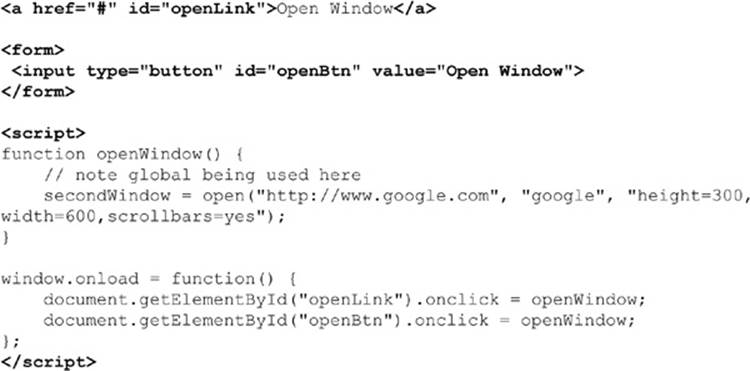 <a href="#" id="openLink">Open Window</a>
<form>
<input type="button" id="openBtn" value="Open Window">
</form>
<script>
function openWindow() {
// note global being used here
secondWindow = open("http://www.google.com", "google", "height=300,
width=600,scrollbars=yes");
}
window.onload = function() {
document.getElementById("openLink").onclick = openWindow;
document.getElementById("openBtn").onclick = openWindow;
};
</script>